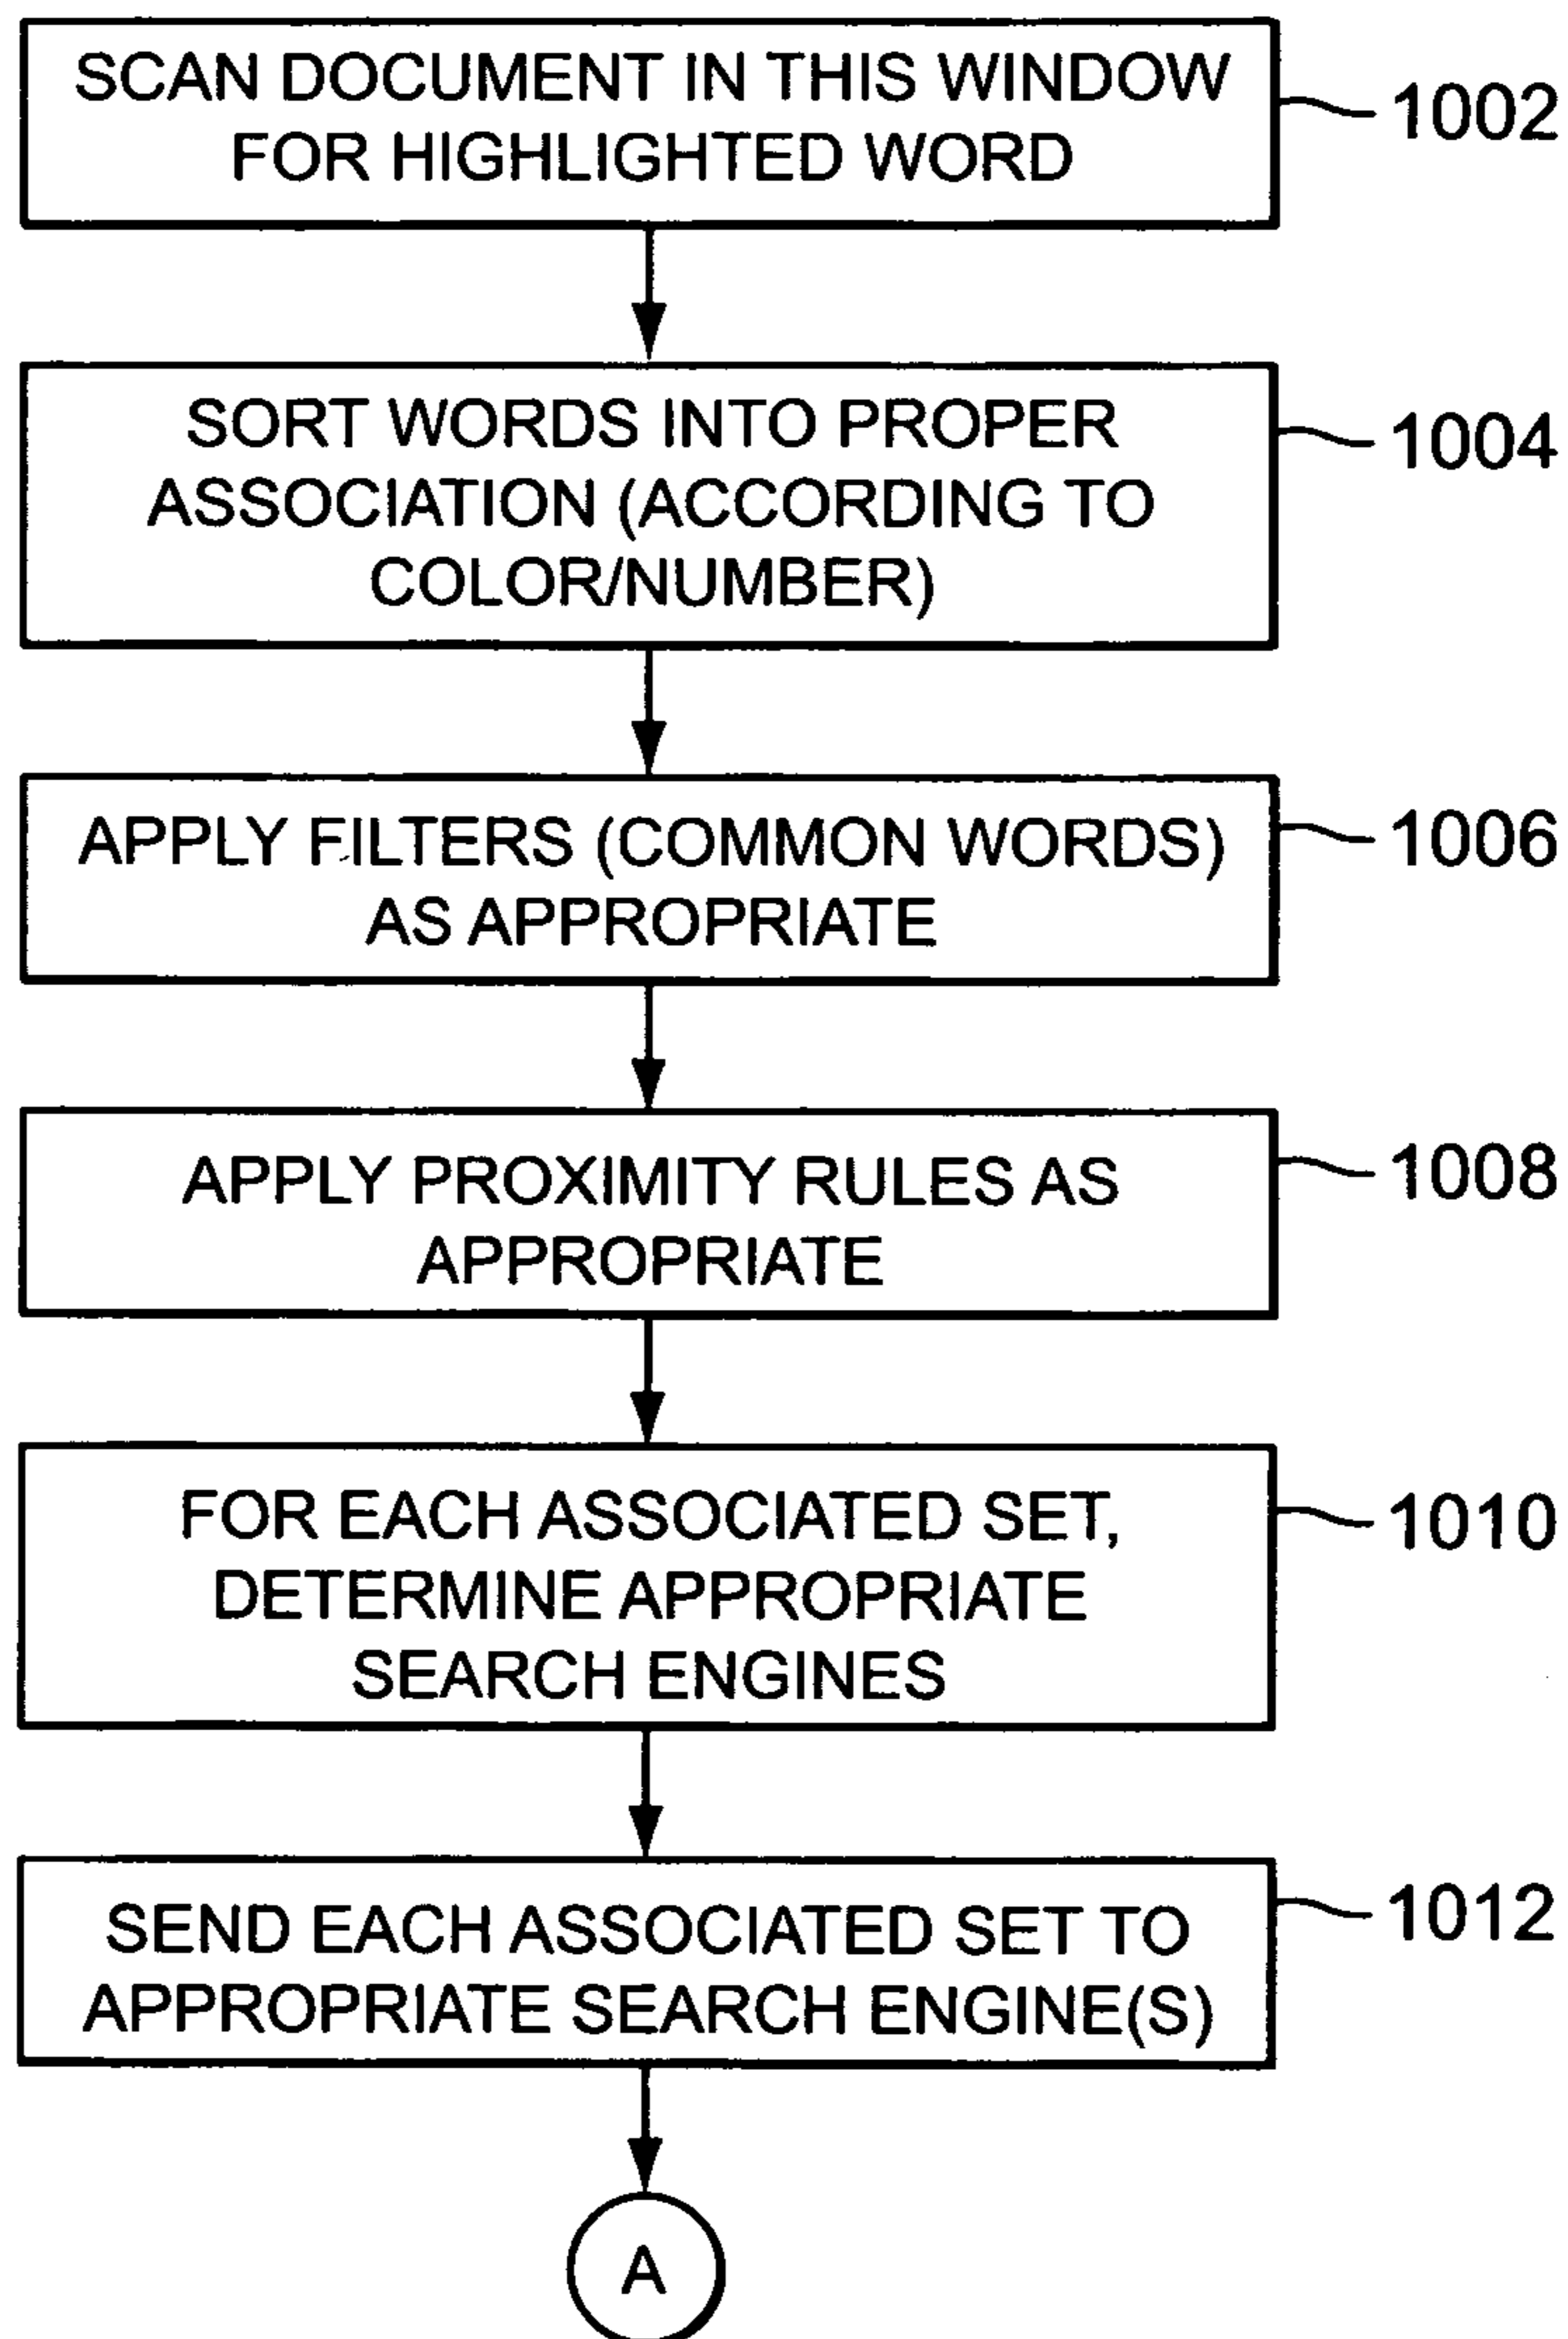 SCAN DOCUMENT IN THIS WINDOW
FOR HIGHLIGHTED WORD
1002
SORT WORDS INTO PROPER
ASSOCIATION (ACCORDING TO
COLOR/NUMBER)
1004
APPLY FILTERS (COMMON WORDS)
AS APPROPRIATE
1006
APPLY PROXIMITY RULES AS
APPROPRIATE
1008
FOR EACH ASSOCIATED SET,
DETERMINE APPROPRIATE
SEARCH ENGINES
1010
SEND EACH ASSOCIATED SET TO
APPROPRIATE SEARCH ENGINE(S)
1012
A